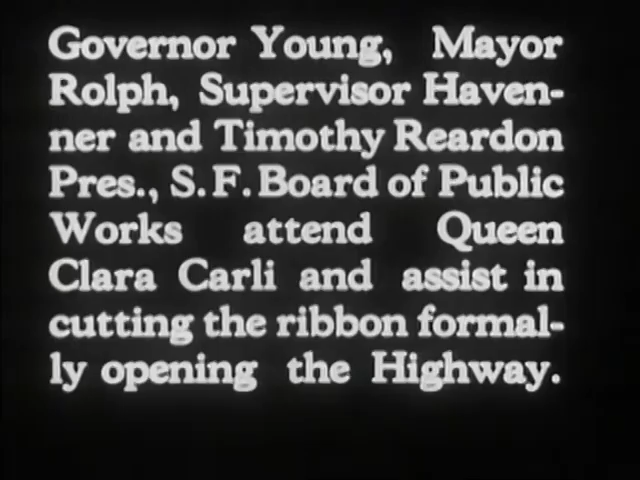 Governor Young, Mayor
Rolph, Supervisor Haven-
ner and Timothy Reardon
Pres., S. F. Board of Public
Works attend Queen
Clara Carli and assist in
cutting the ribbon formal-
ly opening the Highway.